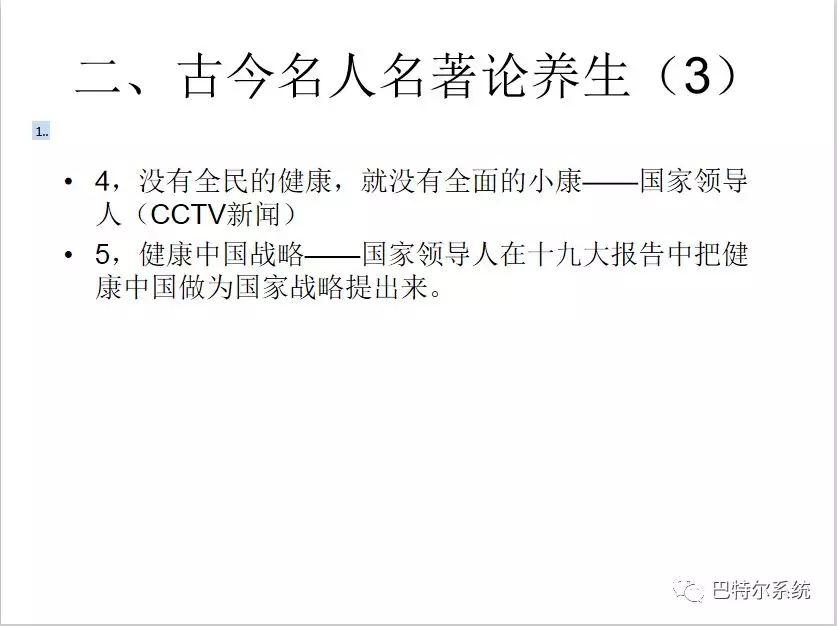 二、古今名人名著论养生（3）
1..
• 4，没有全民的健康，就没有全面的小康——国家领导
人（CCTV新闻）
• 5，健康中国战略——国家领导人在十九大报告中把健
康中国做为国家战略提出来。
巴特尔系统